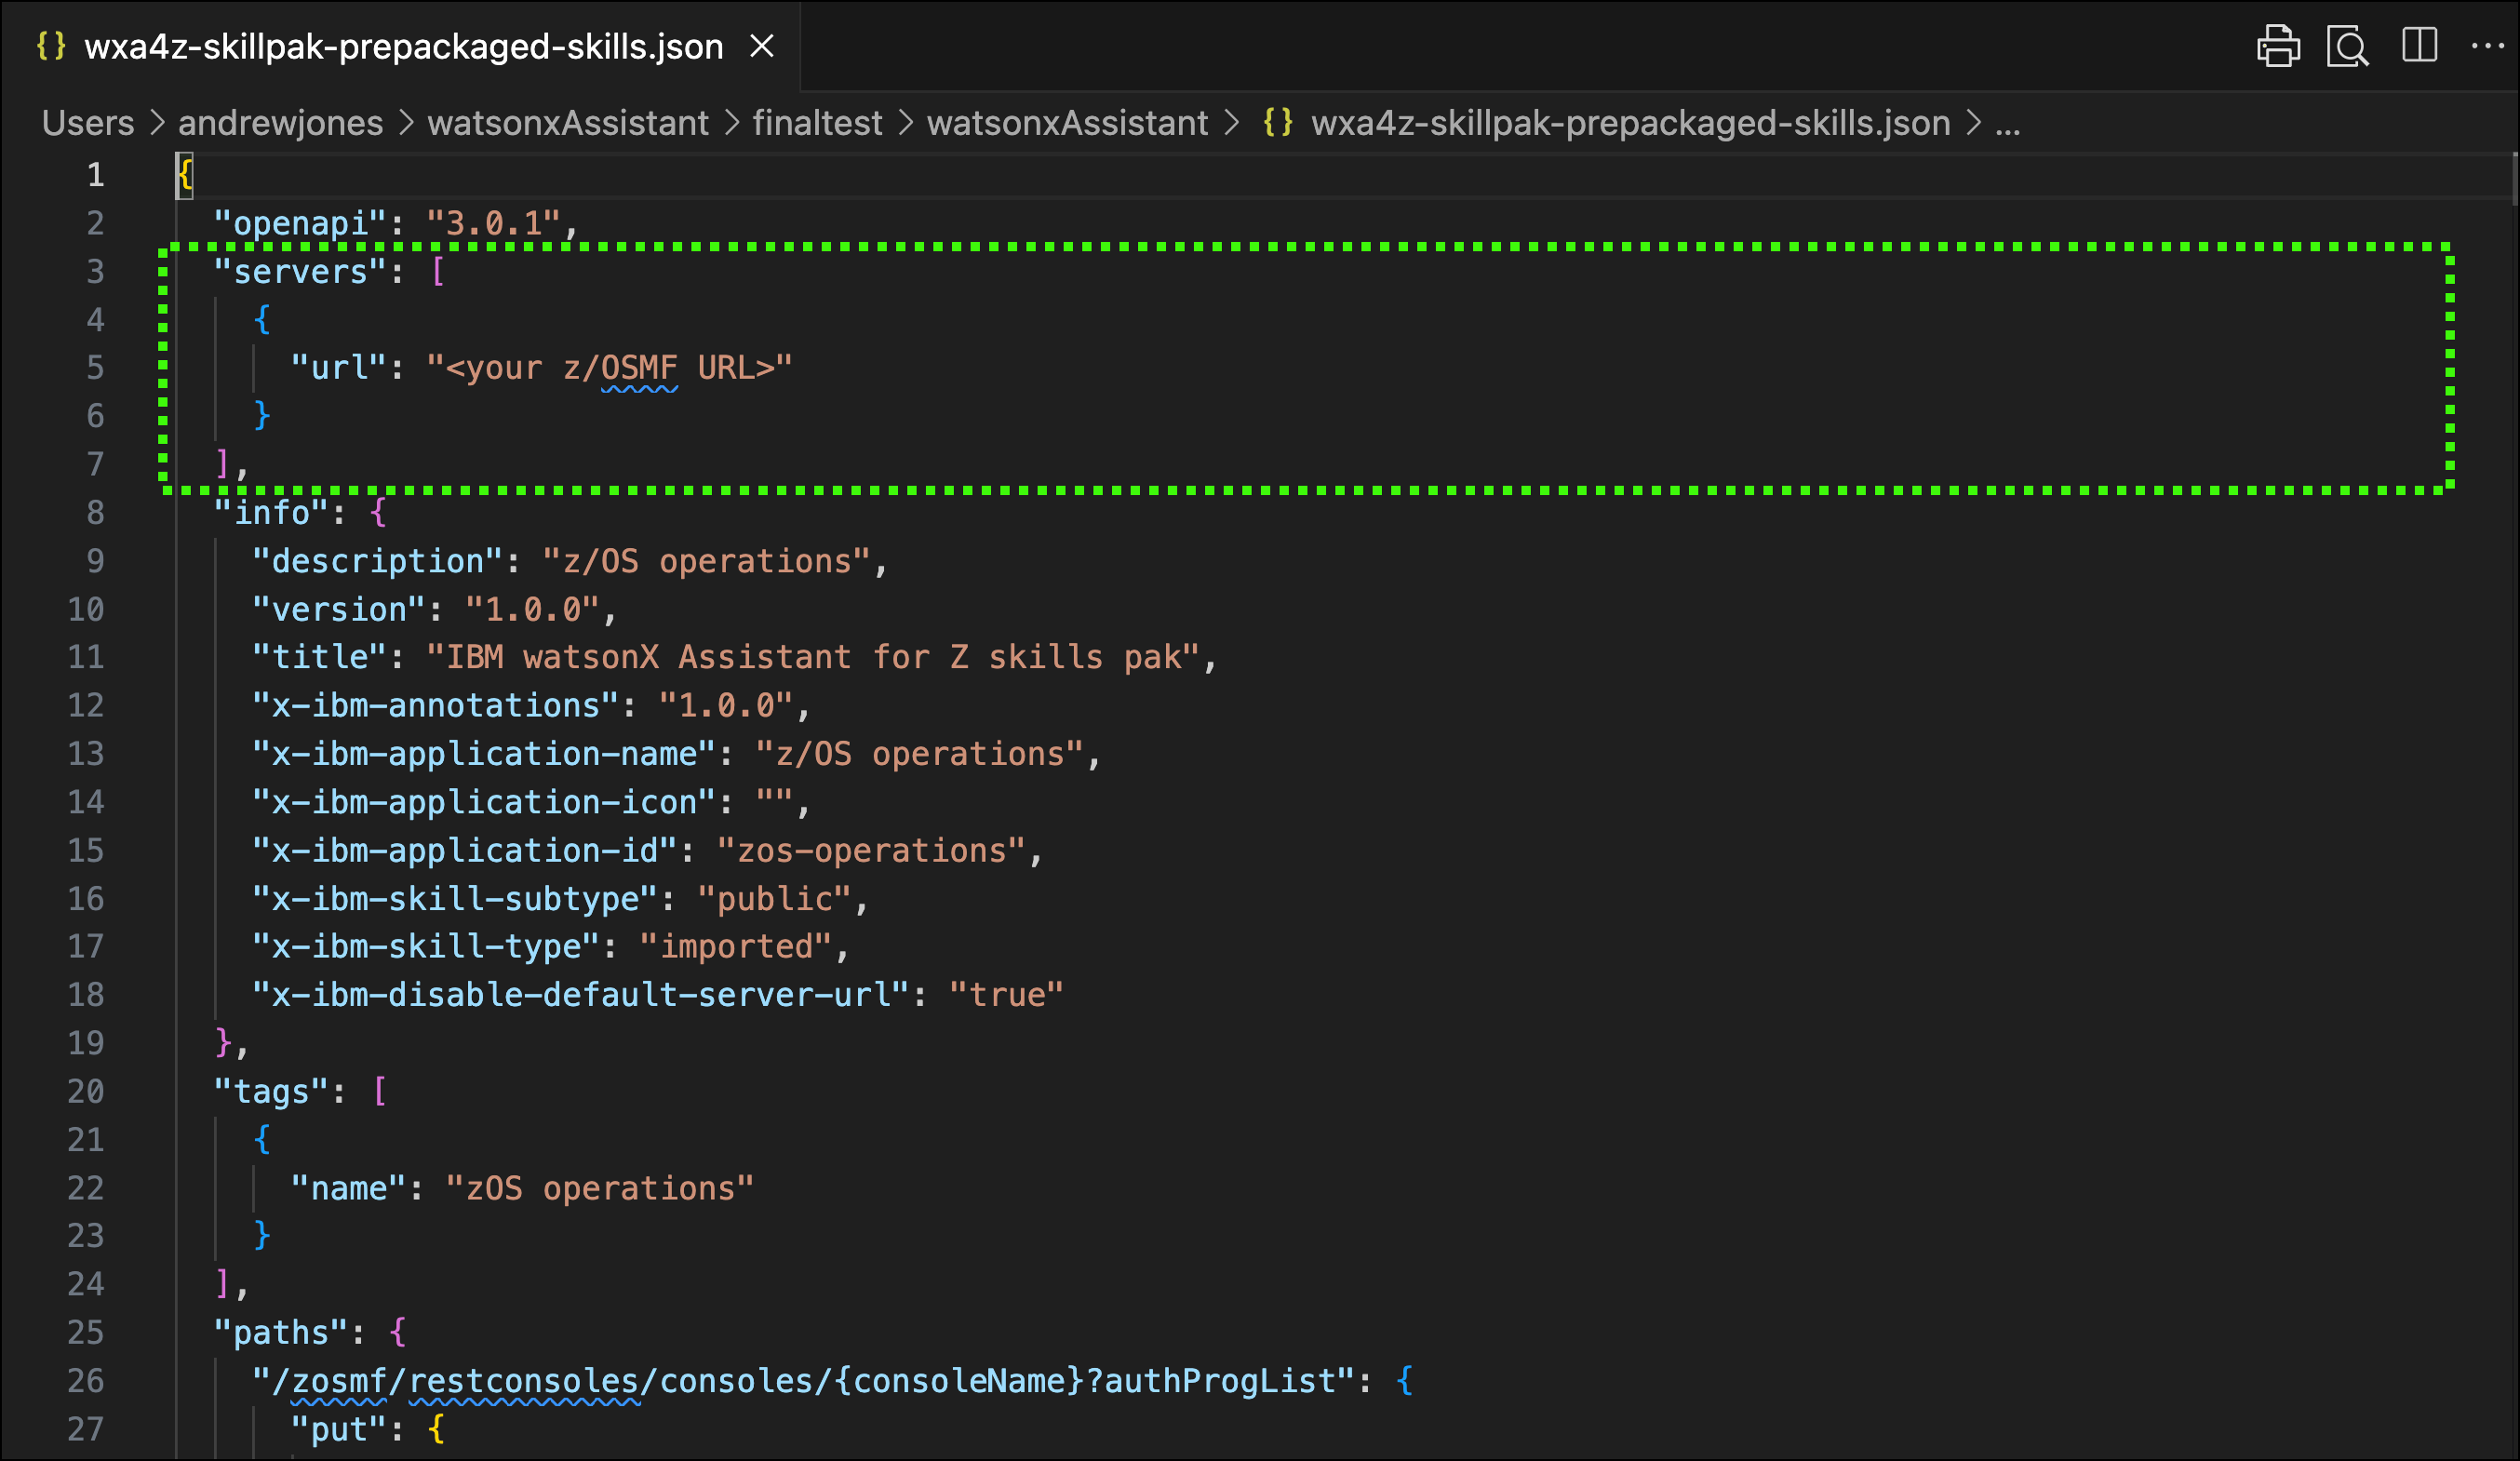 {} wxa4z-skillpak-prepackaged-skills.json ×
Users > andrewjones > watsonxAssistant > finaltest > watsonxAssistant > {} wxa4z-skillpak-prepackaged-skills.json > ...
1 {
2 "openapi": "3.0.1",
3 "servers": [
4 {
5 "url": "<your z/OSMF URL>"
6 }
7 ],
8 "info": {
9 "description": "z/OS operations",
10 "version": "1.0.0",
11 "title": "IBM watsonX Assistant for Z skills pak",
12 "x-ibm-annotations": "1.0.0",
13 "x-ibm-application-name": "z/OS operations",
14 "x-ibm-application-icon": "",
15 "x-ibm-application-id": "zos-operations",
16 "x-ibm-skill-subtype": "public",
17 "x-ibm-skill-type": "imported",
18 "x-ibm-disable-default-server-url": "true"
19 },
20 "tags": [
21 {
22 "name": "zOS operations"
23 }
24 ],
25 "paths": {
26 "/zosmf/restconsoles/consoles/{consoleName}?authProgList": {
27 "put": {